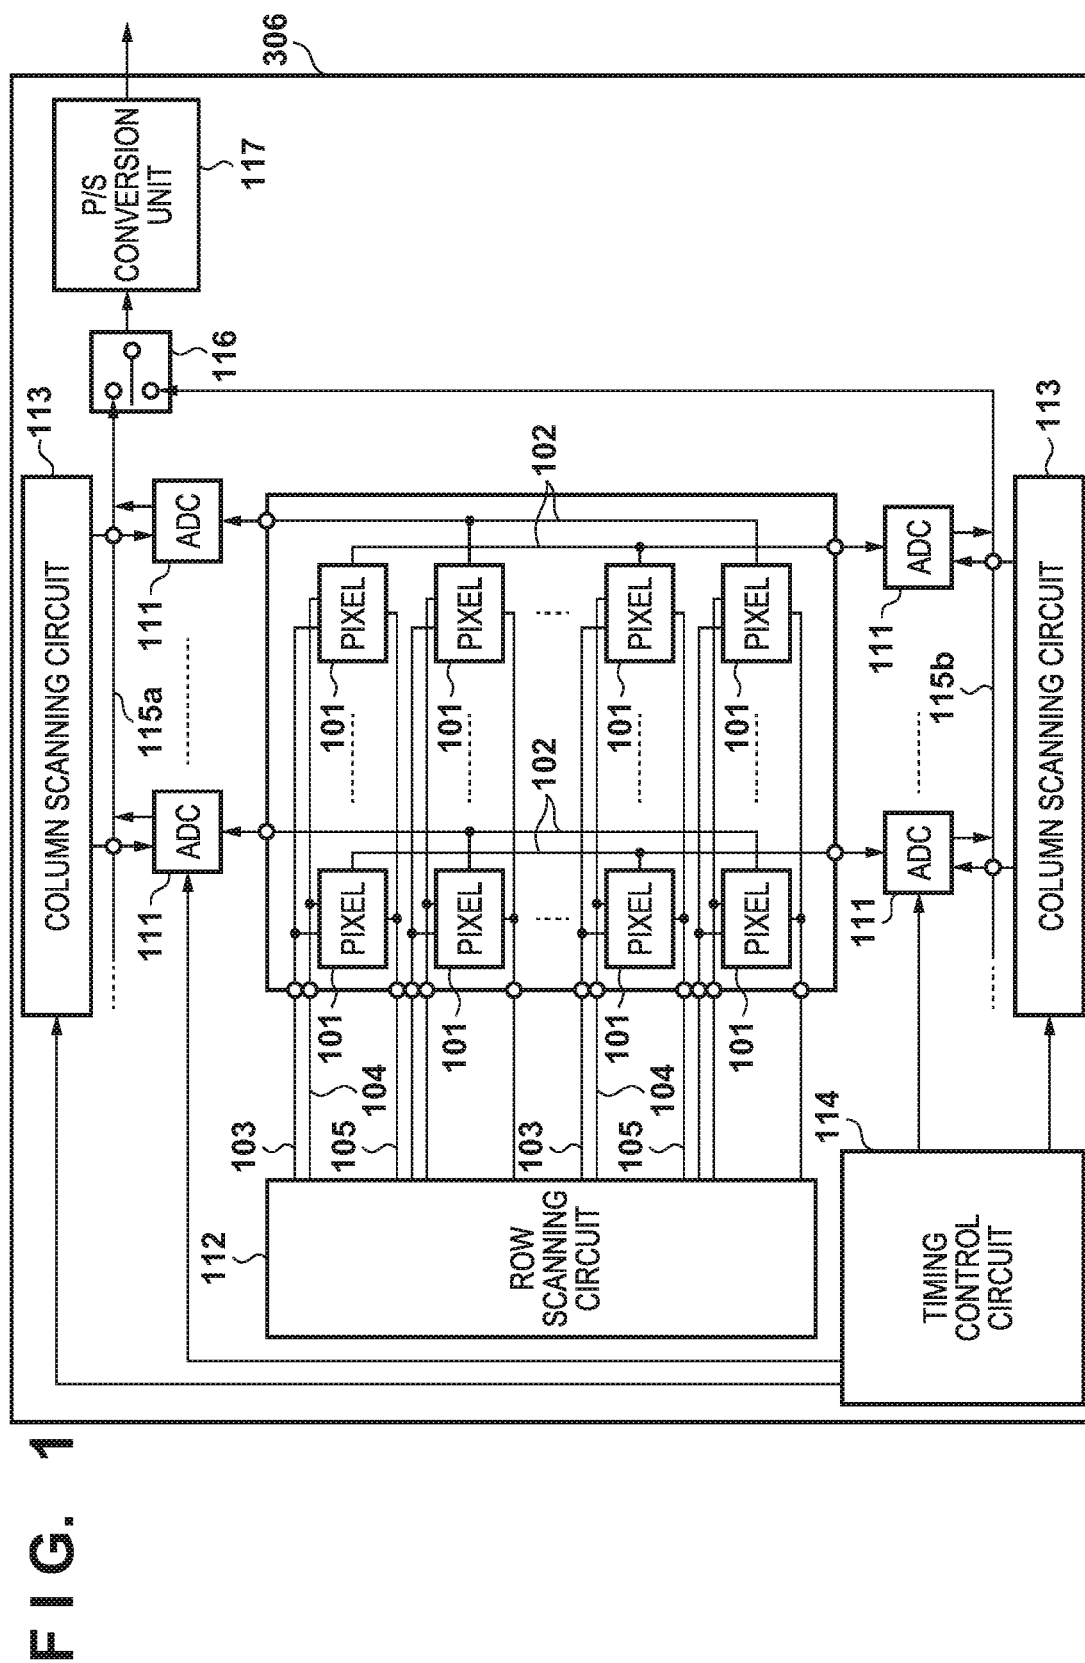 FIG. 1
306
COLUMN SCANNING CIRCUIT
113
115a
116
P/S
CONVERSION
UNIT
117
ADC
111
ADC
111
112
ROW
SCANNING
CIRCUIT
103
104
105
103
104
105
PIXEL
101
PIXEL
101
PIXEL
101
PIXEL
101
PIXEL
101
PIXEL
101
PIXEL
101
PIXEL
101
102
102
ADC
111
ADC
111
115b
114
TIMING
CONTROL
CIRCUIT
COLUMN SCANNING CIRCUIT
113